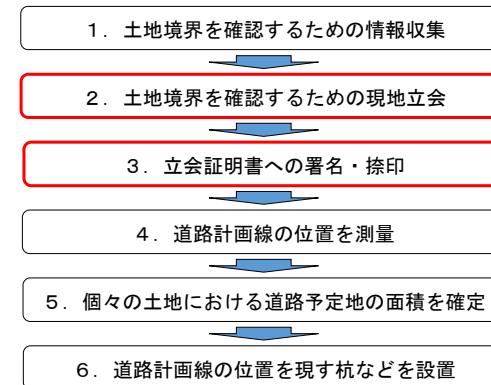 １．土地境界を確認するための情報収集
２．土地境界を確認するための現地立会
３．立会証明書への署名・捺印
４．道路計画線の位置を測量
５．個々の土地における道路予定地の面積を確定
６．道路計画線の位置を現す杭などを設置